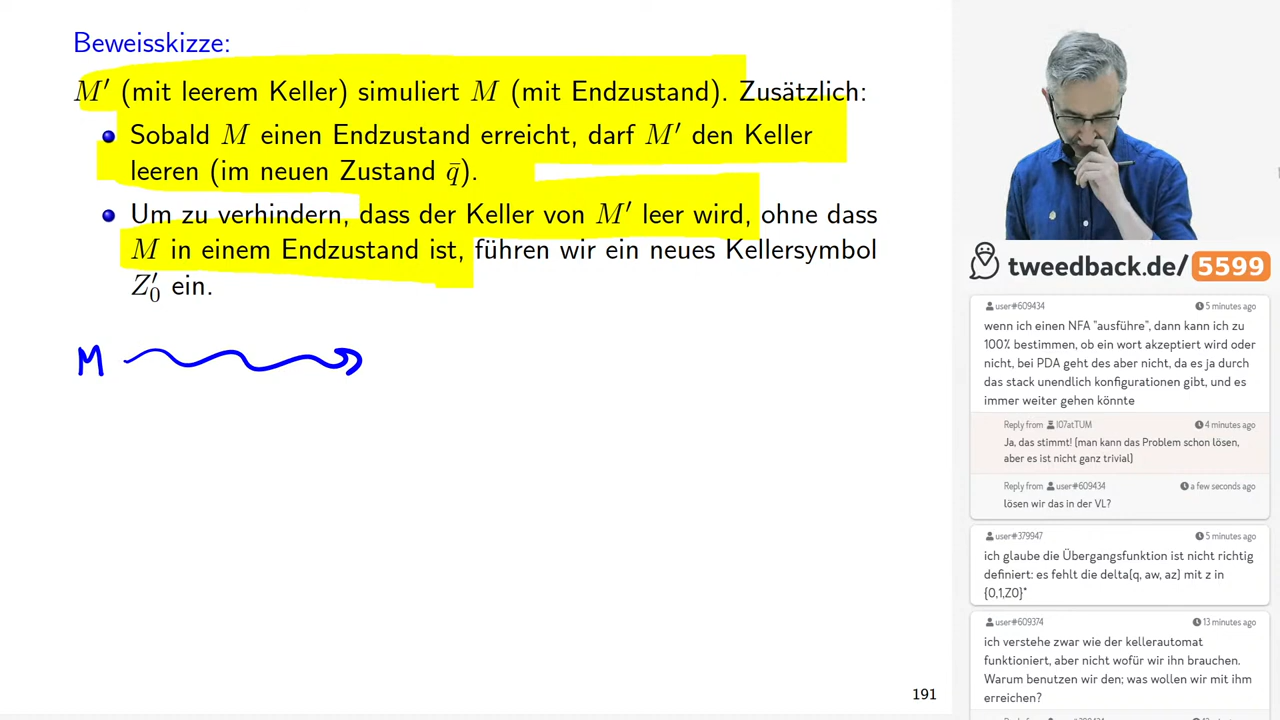 Beweisskizze:
M′ (mit leerem Keller) simuliert M (mit Endzustand). Zusätzlich:
Sobald M einen Endzustand erreicht, darf M′ den Keller
leeren (im neuen Zustand q̄).
Um zu verhindern, dass der Keller von M′ leer wird, ohne dass
M in einem Endzustand ist, führen wir ein neues Kellersymbol
Z′₀ ein.
M
191
tweedback.de/ 5599
user#609434 5 minutes ago
wenn ich einen NFA "ausführe", dann kann ich zu
100% bestimmen, ob ein wort akzeptiert wird oder
nicht, bei PDA geht des aber nicht, da es ja durch
das stack unendlich konfigurationen gibt, und es
immer weiter gehen könnte
Reply from I07atTUM 4 minutes ago
Ja, das stimmt! (man kann das Problem schon lösen,
aber es ist nicht ganz trivial)
Reply from user#609434 a few seconds ago
lösen wir das in der VL?
user#379947 5 minutes ago
ich glaube die Übergangsfunktion ist nicht richtig
definiert: es fehlt die delta(q, aw, az) mit z in
{0,1,Z0}*
user#609374 13 minutes ago
ich verstehe zwar wie der kellerautomat
funktioniert, aber nicht wofür wir ihn brauchen.
Warum benutzen wir den; was wollen wir mit ihm
erreichen?